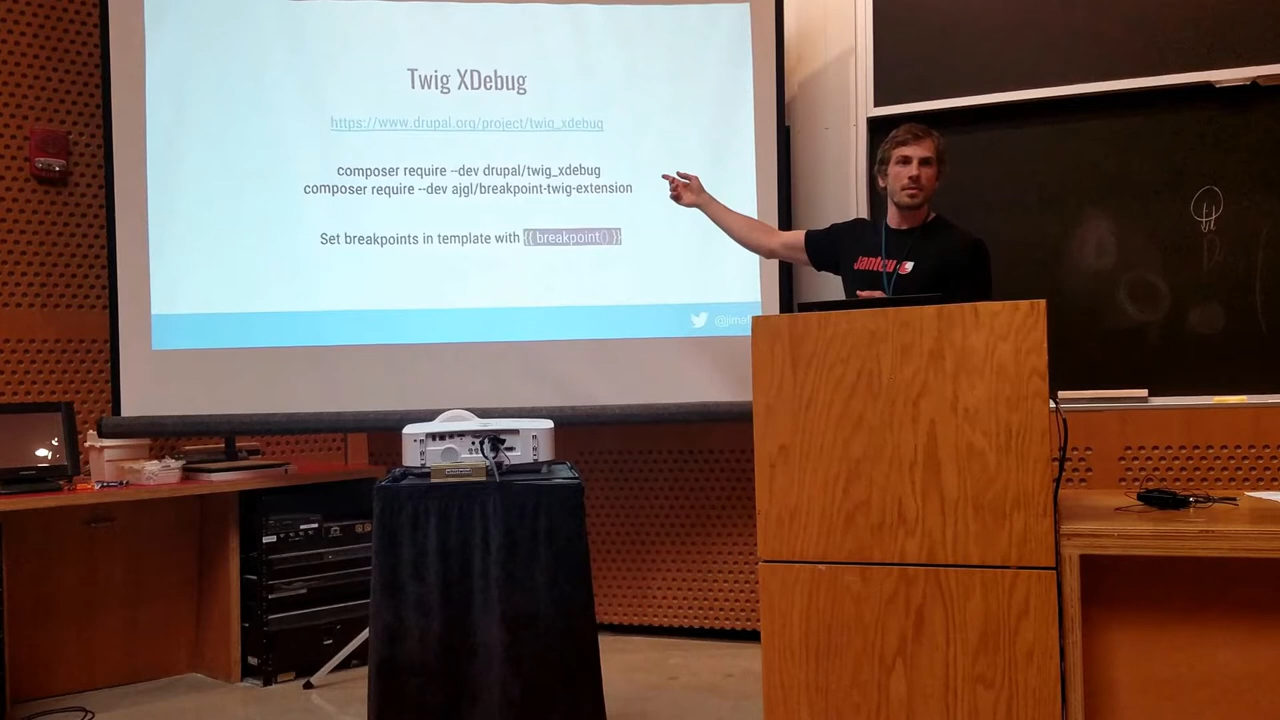 Twig XDebug
https://www.drupal.org/project/twig_xdebug
composer require --dev drupal/twig_xdebug
composer require --dev ajgl/breakpoint-twig-extension
Set breakpoints in template with {{ breakpoint() }}